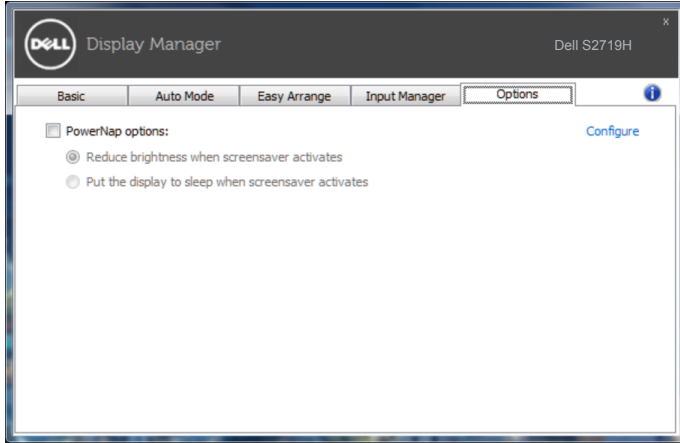 x
DELL Display Manager Dell S2719H
Basic Auto Mode Easy Arrange Input Manager Options i
PowerNap options: Configure
Reduce brightness when screensaver activates
Put the display to sleep when screensaver activates